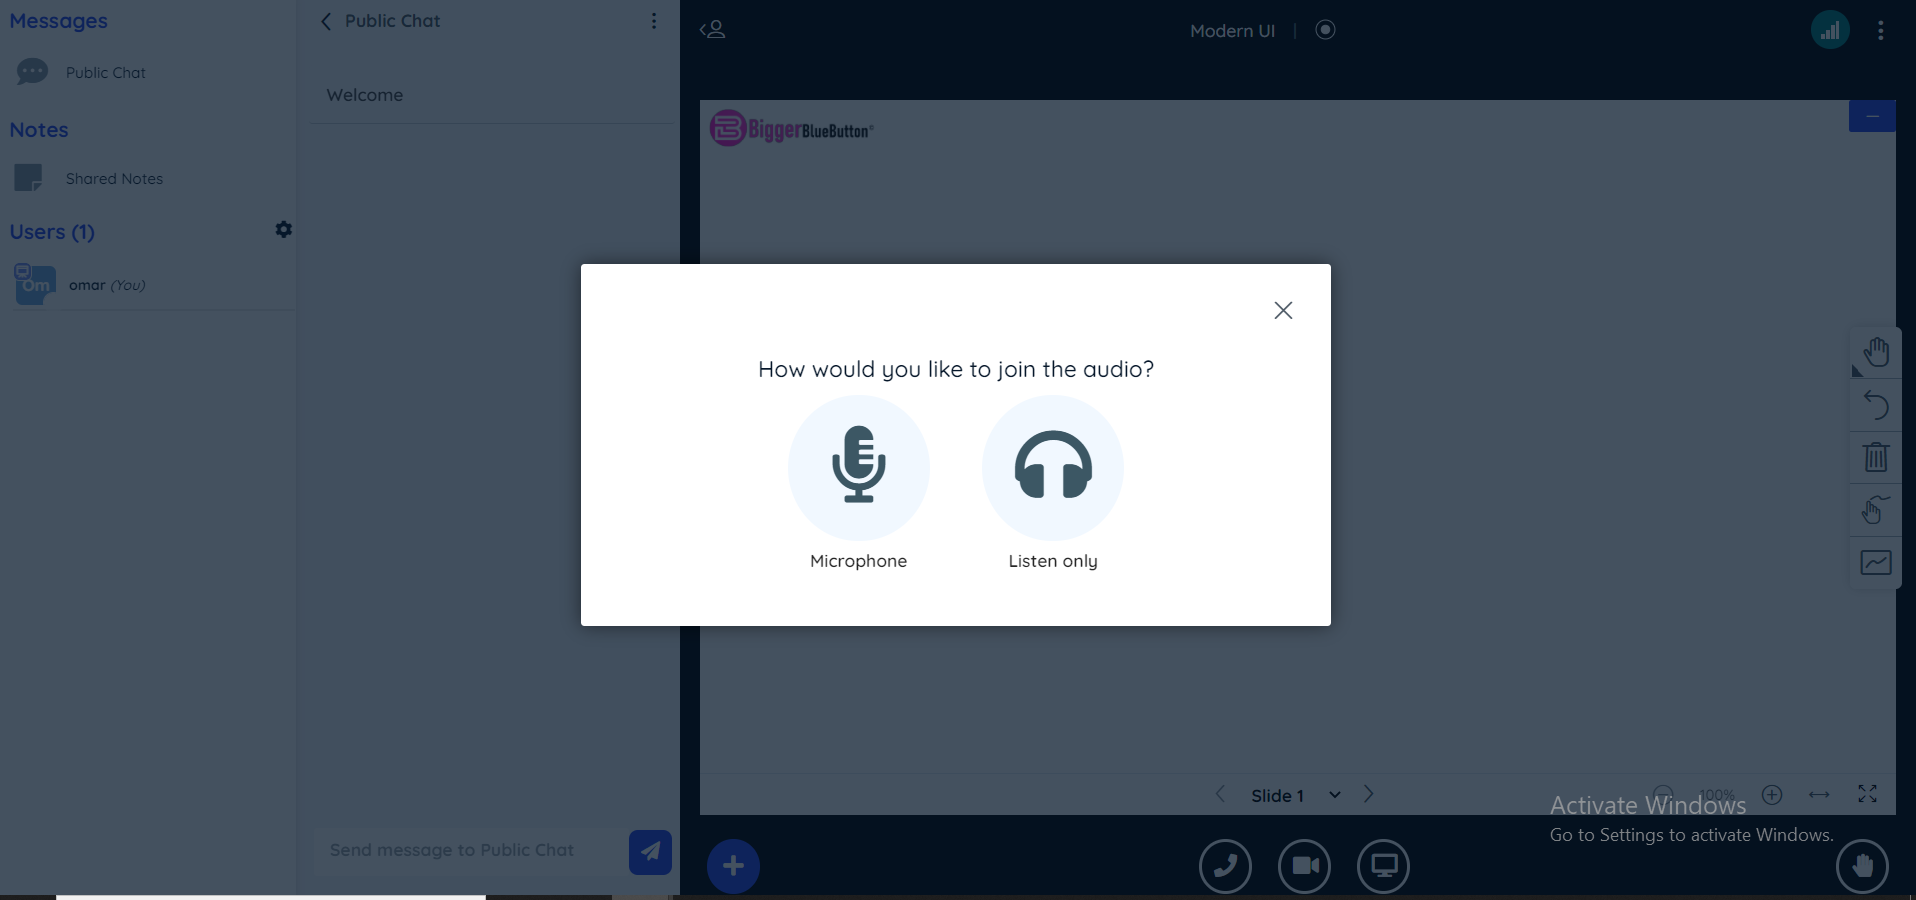 Messages
Public Chat
Notes
Shared Notes
Users (1)
Om
omar (You)
Public Chat
Welcome
Send message to Public Chat
Modern UI
BiggerBlueButton®
How would you like to join the audio?
Microphone
Listen only
Slide 1
100%
Activate Windows
Go to Settings to activate Windows.